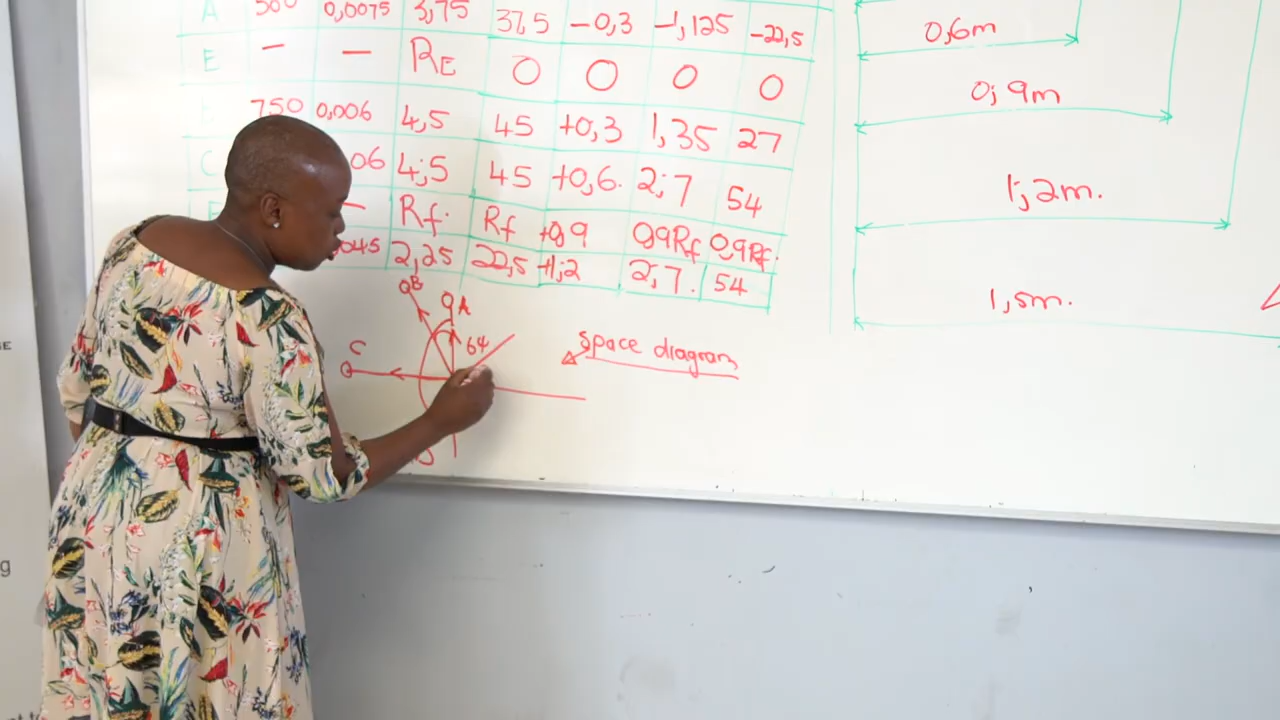 A 500 0,0075 3,75 37,5 -0,3 -1,125 -22,5
E - - RE 0 0 0 0
750 0,006 4,5 45 +0,3 1,35 27
C 06 4,5 45 +0,6. 2,7 54
- Rf. Rf +0,9 0,9Rf 0,9Rf.
045 2,25 22,5 +1,2 2,7. 54
0,6m
0,9m
1,2m.
1,5m.
B
A
64
C
D
Space diagram